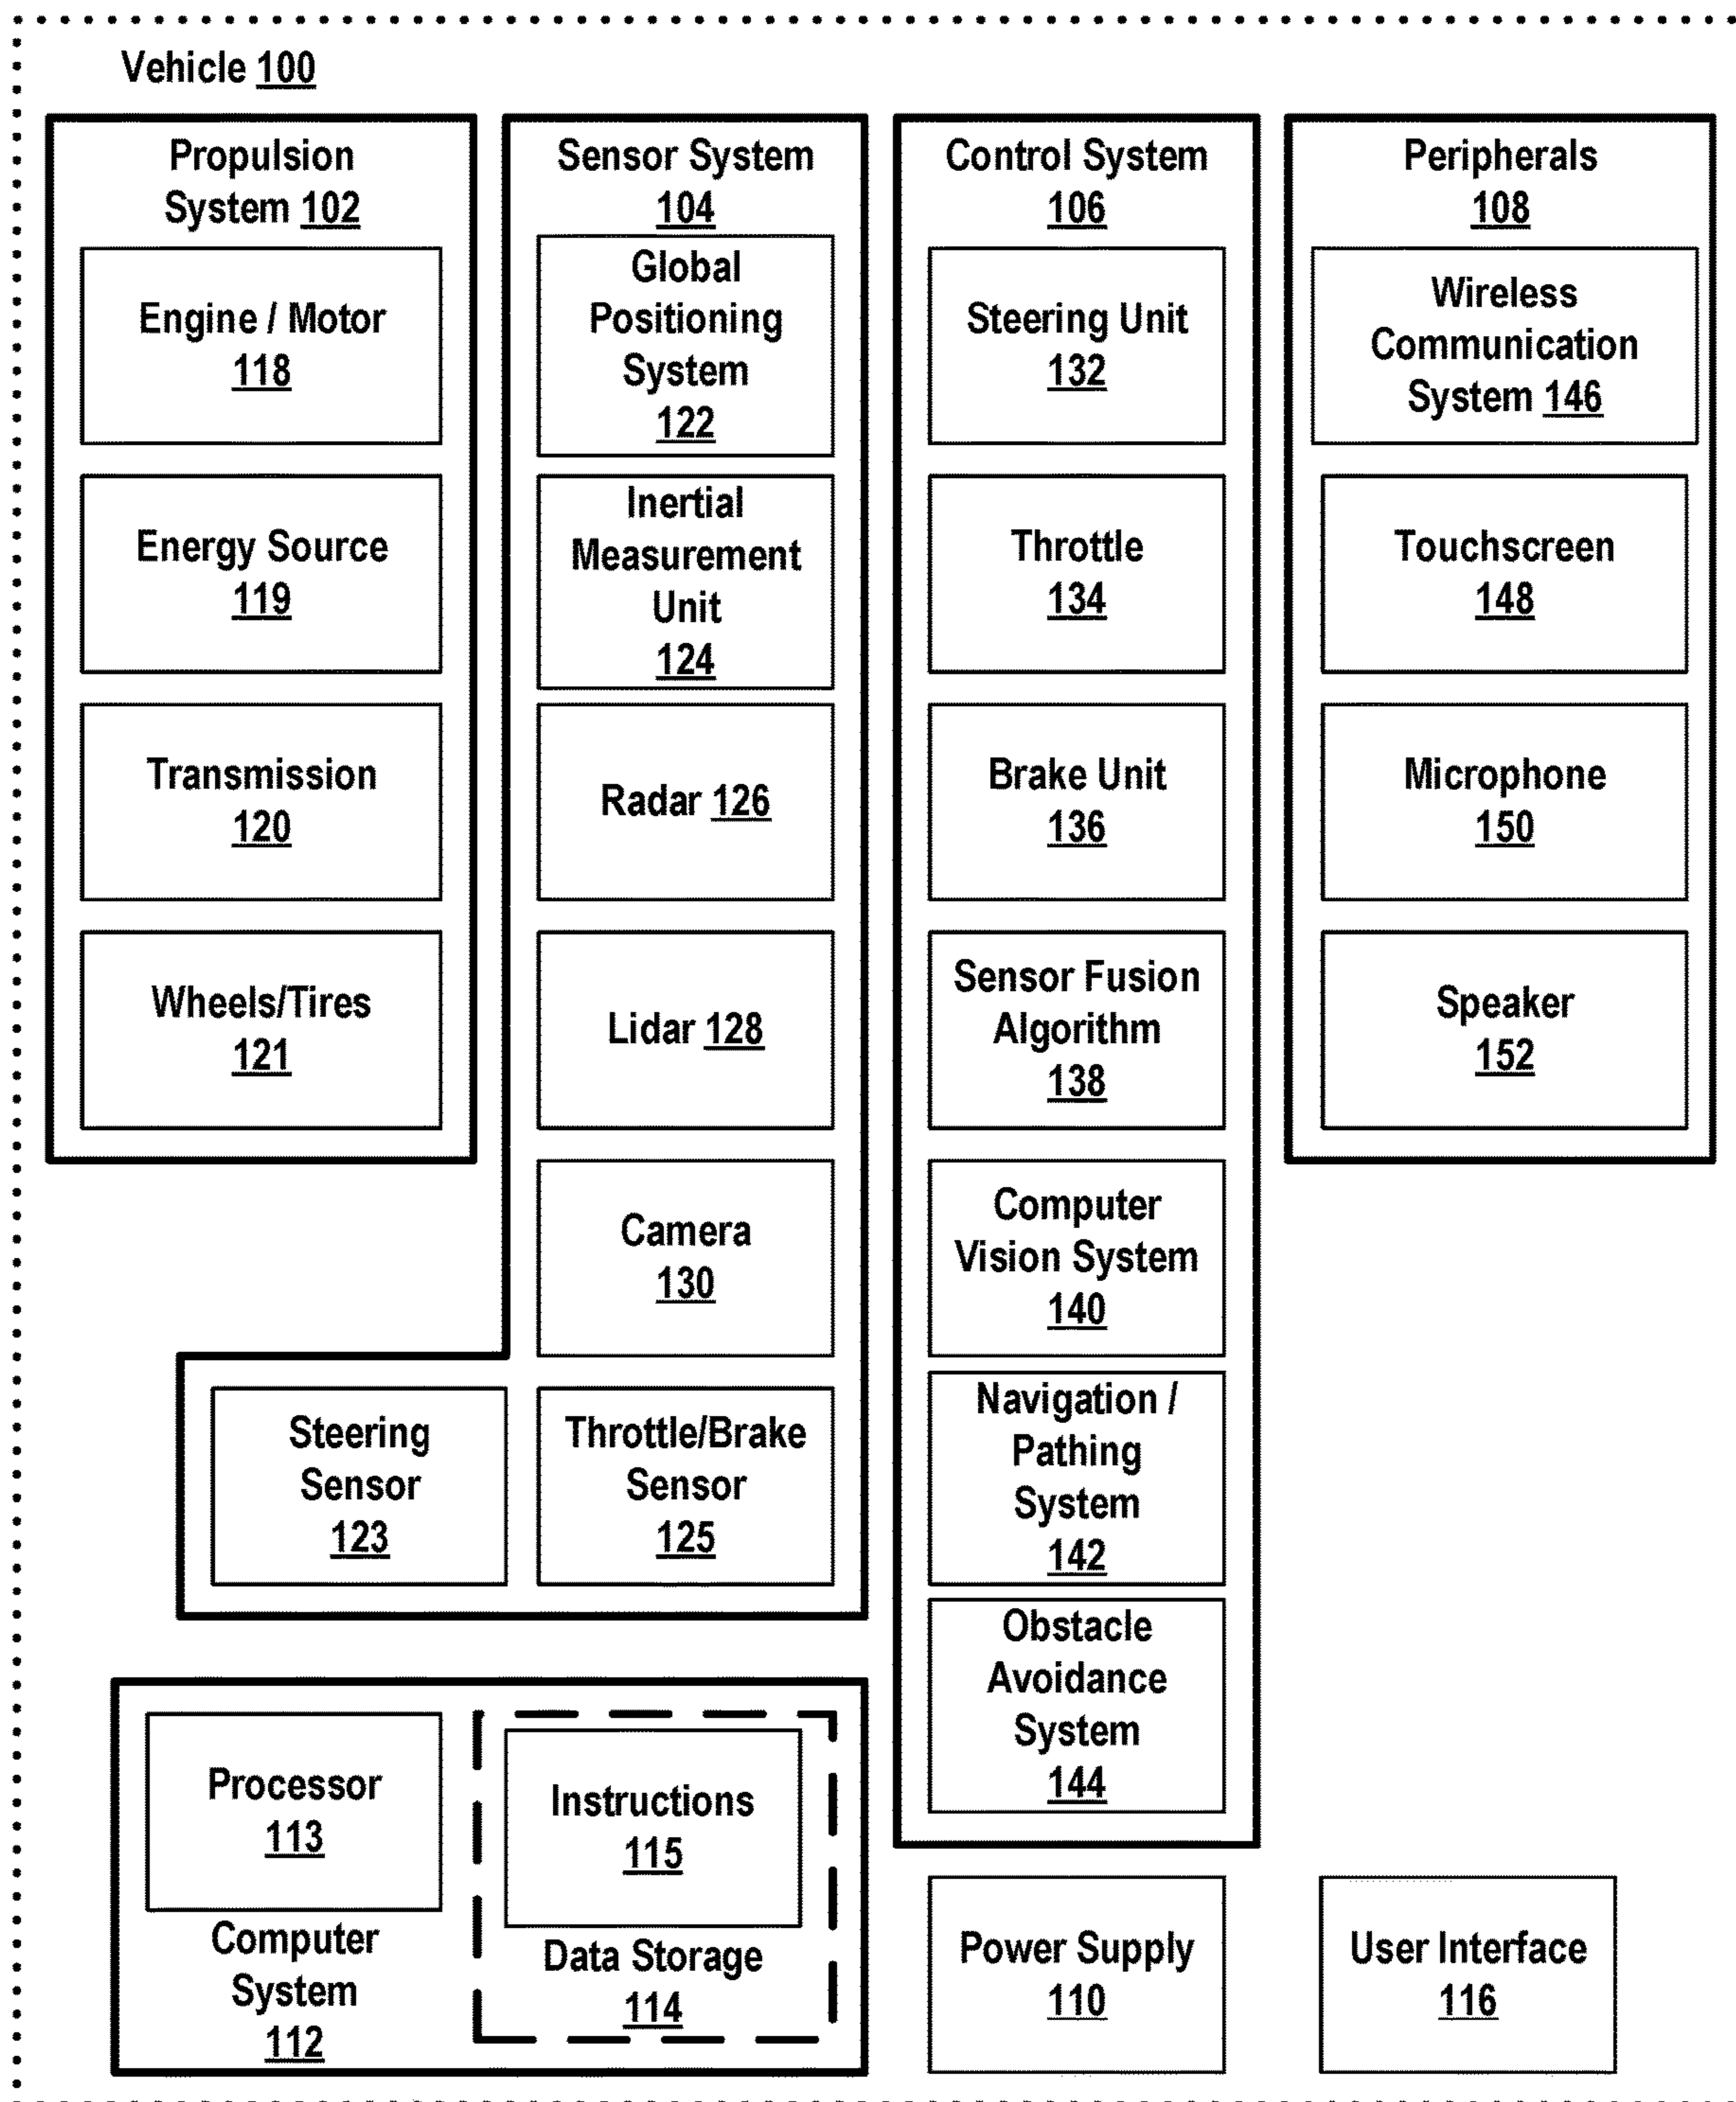 Vehicle 100
Propulsion
System 102
Engine / Motor
118
Energy Source
119
Transmission
120
Wheels/Tires
121
Sensor System
104
Global
Positioning
System
122
Inertial
Measurement
Unit
124
Radar 126
Lidar 128
Camera
130
Steering
Sensor
123
Throttle/Brake
Sensor
125
Control System
106
Steering Unit
132
Throttle
134
Brake Unit
136
Sensor Fusion
Algorithm
138
Computer
Vision System
140
Navigation /
Pathing
System
142
Obstacle
Avoidance
System
144
Peripherals
108
Wireless
Communication
System 146
Touchscreen
148
Microphone
150
Speaker
152
Processor
113
Computer
System
112
Instructions
115
Data Storage
114
Power Supply
110
User Interface
116